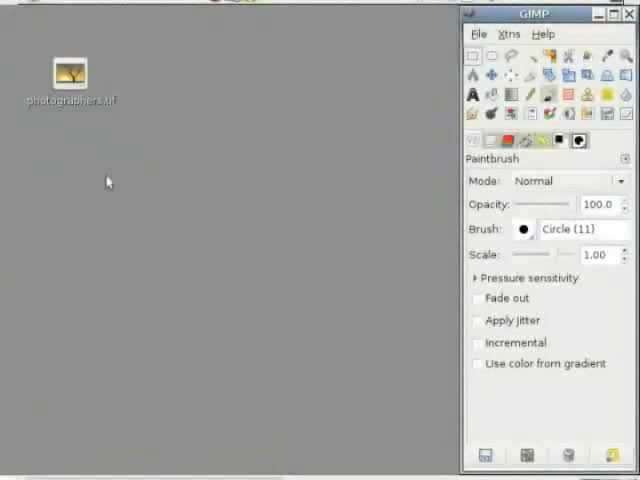 GIMP
File Xtns Help
photographers.tif
Paintbrush
Mode: Normal
Opacity: 100.0
Brush: Circle (11)
Scale: 1.00
Pressure sensitivity
Fade out
Apply Jitter
Incremental
Use color from gradient